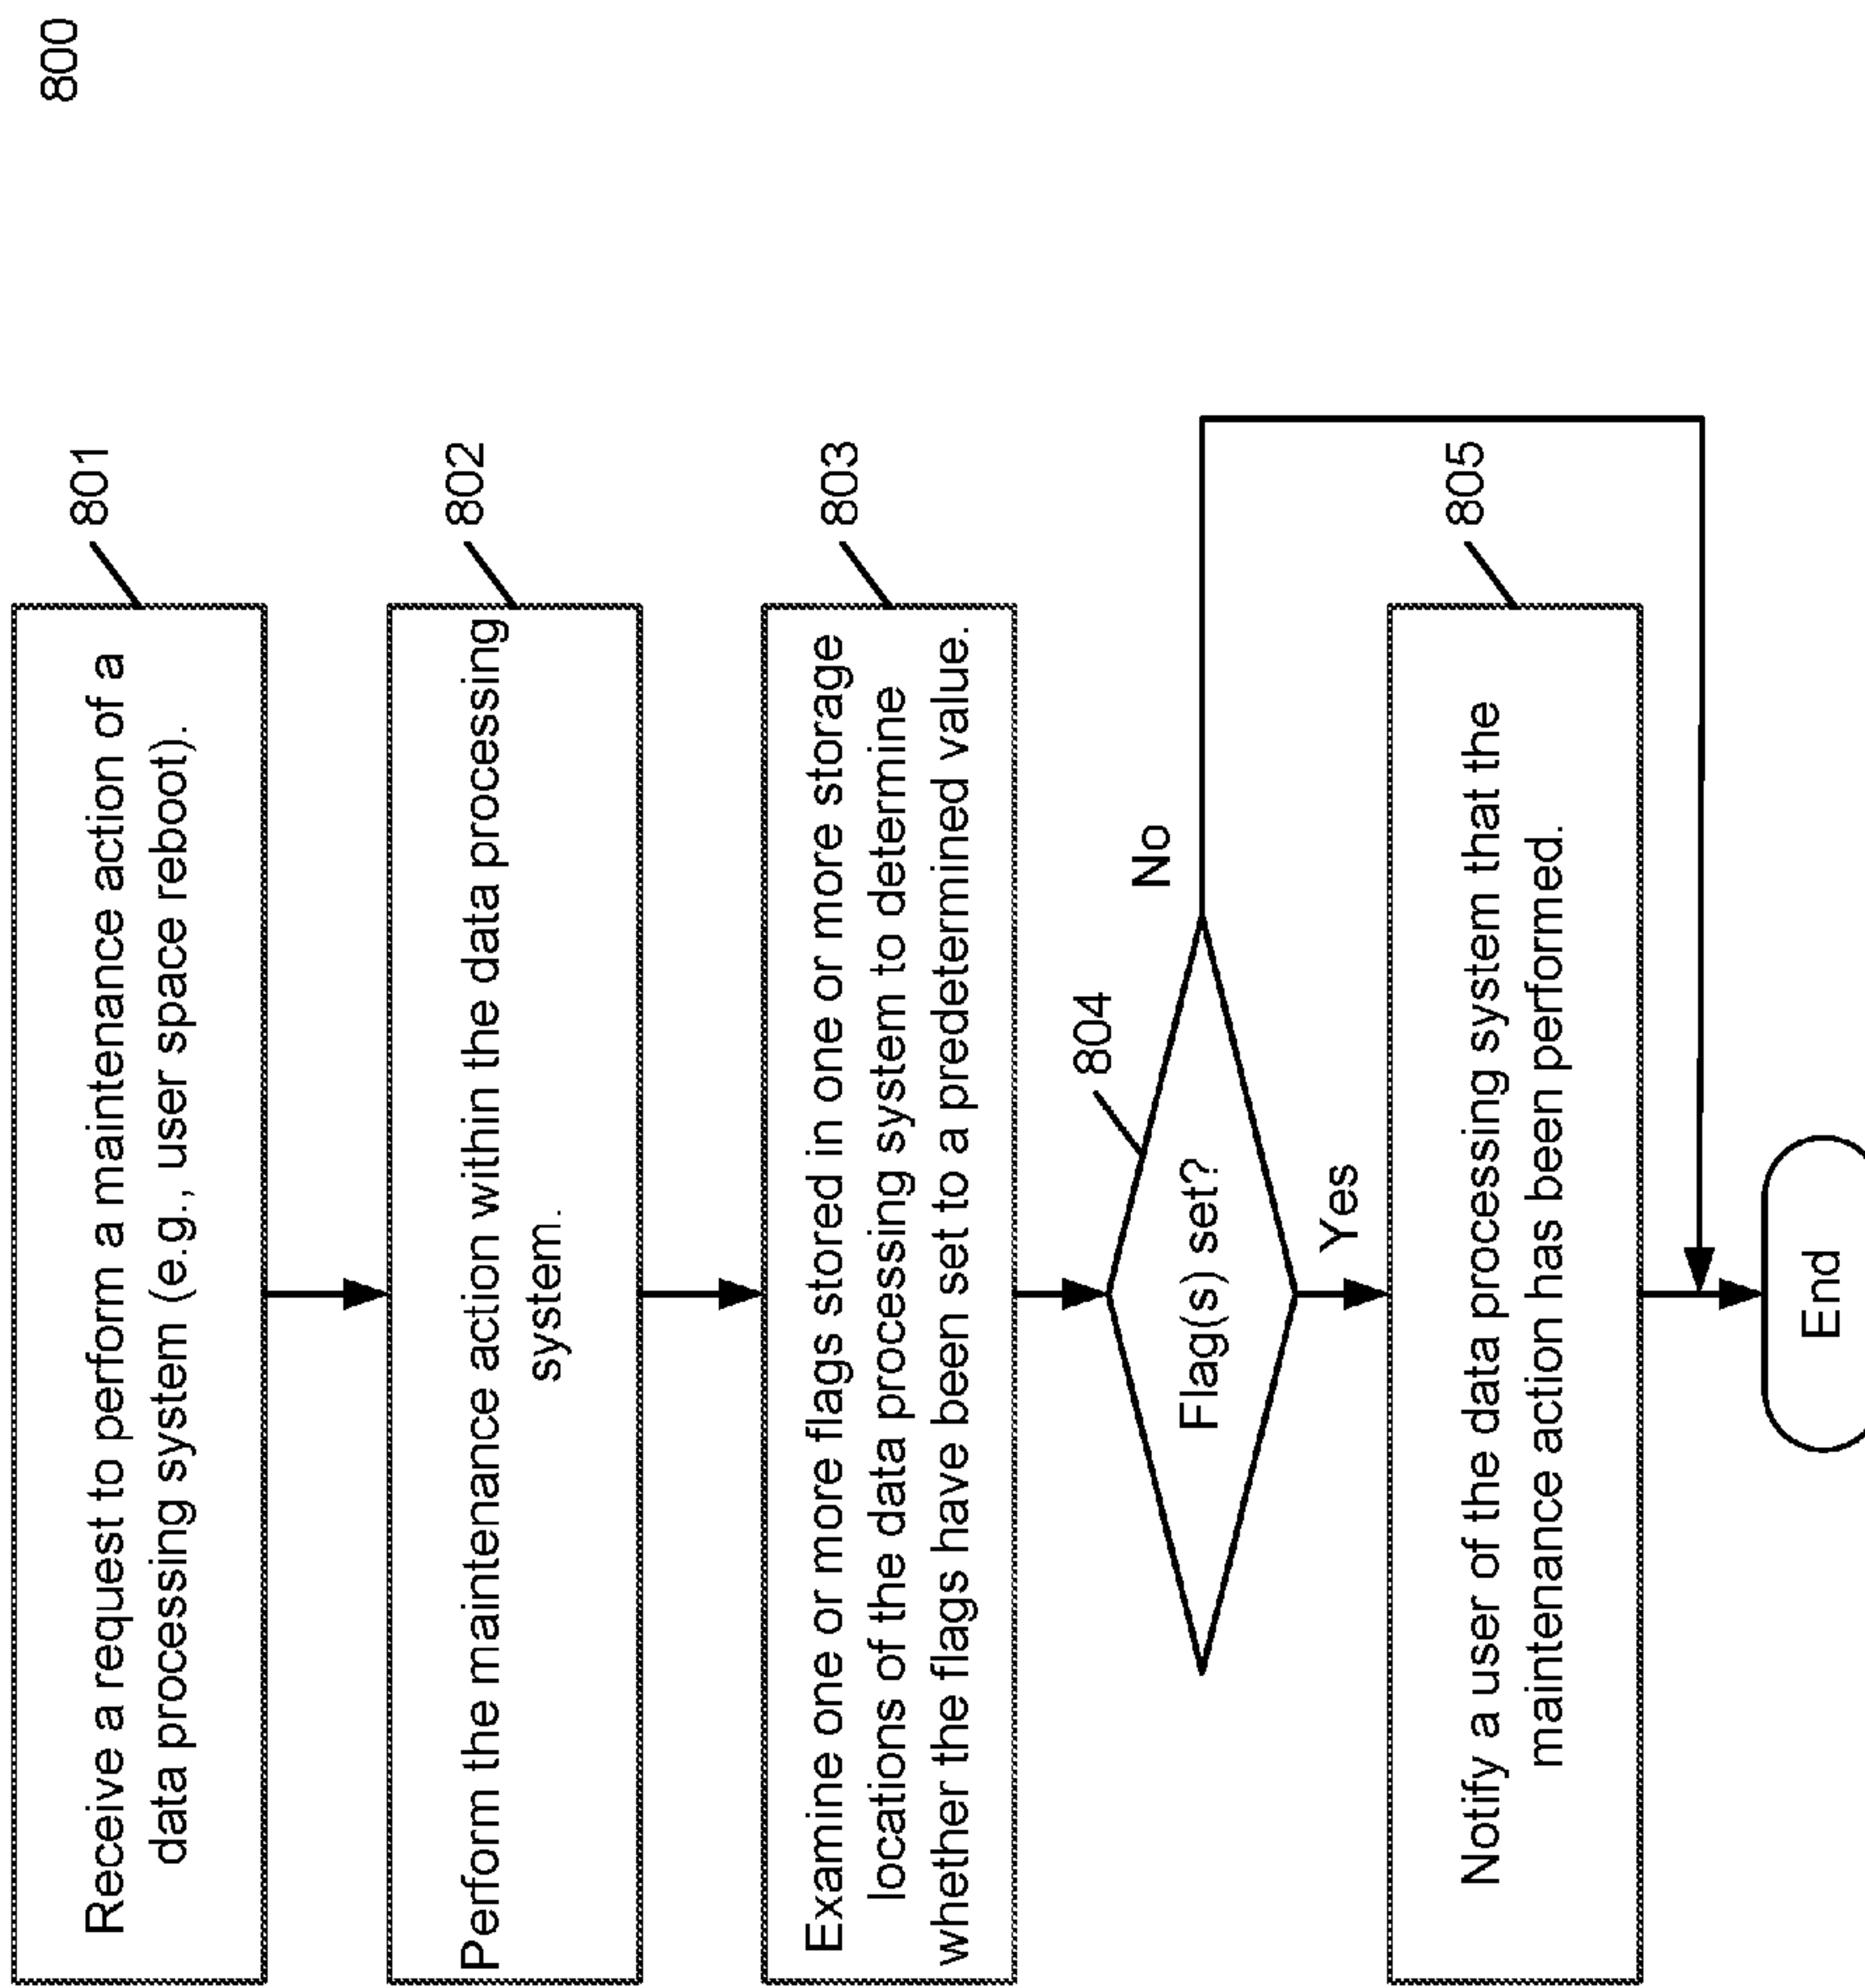 800
801
Receive a request to perform a maintenance action of a
data processing system (e.g., user space reboot).
802
Perform the maintenance action within the data processing
system.
803
Examine one or more flags stored in one or more storage
locations of the data processing system to determine
whether the flags have been set to a predetermined value.
804
Flag(s) set?
No
Yes
805
Notify a user of the data processing system that the
maintenance action has been performed.
End